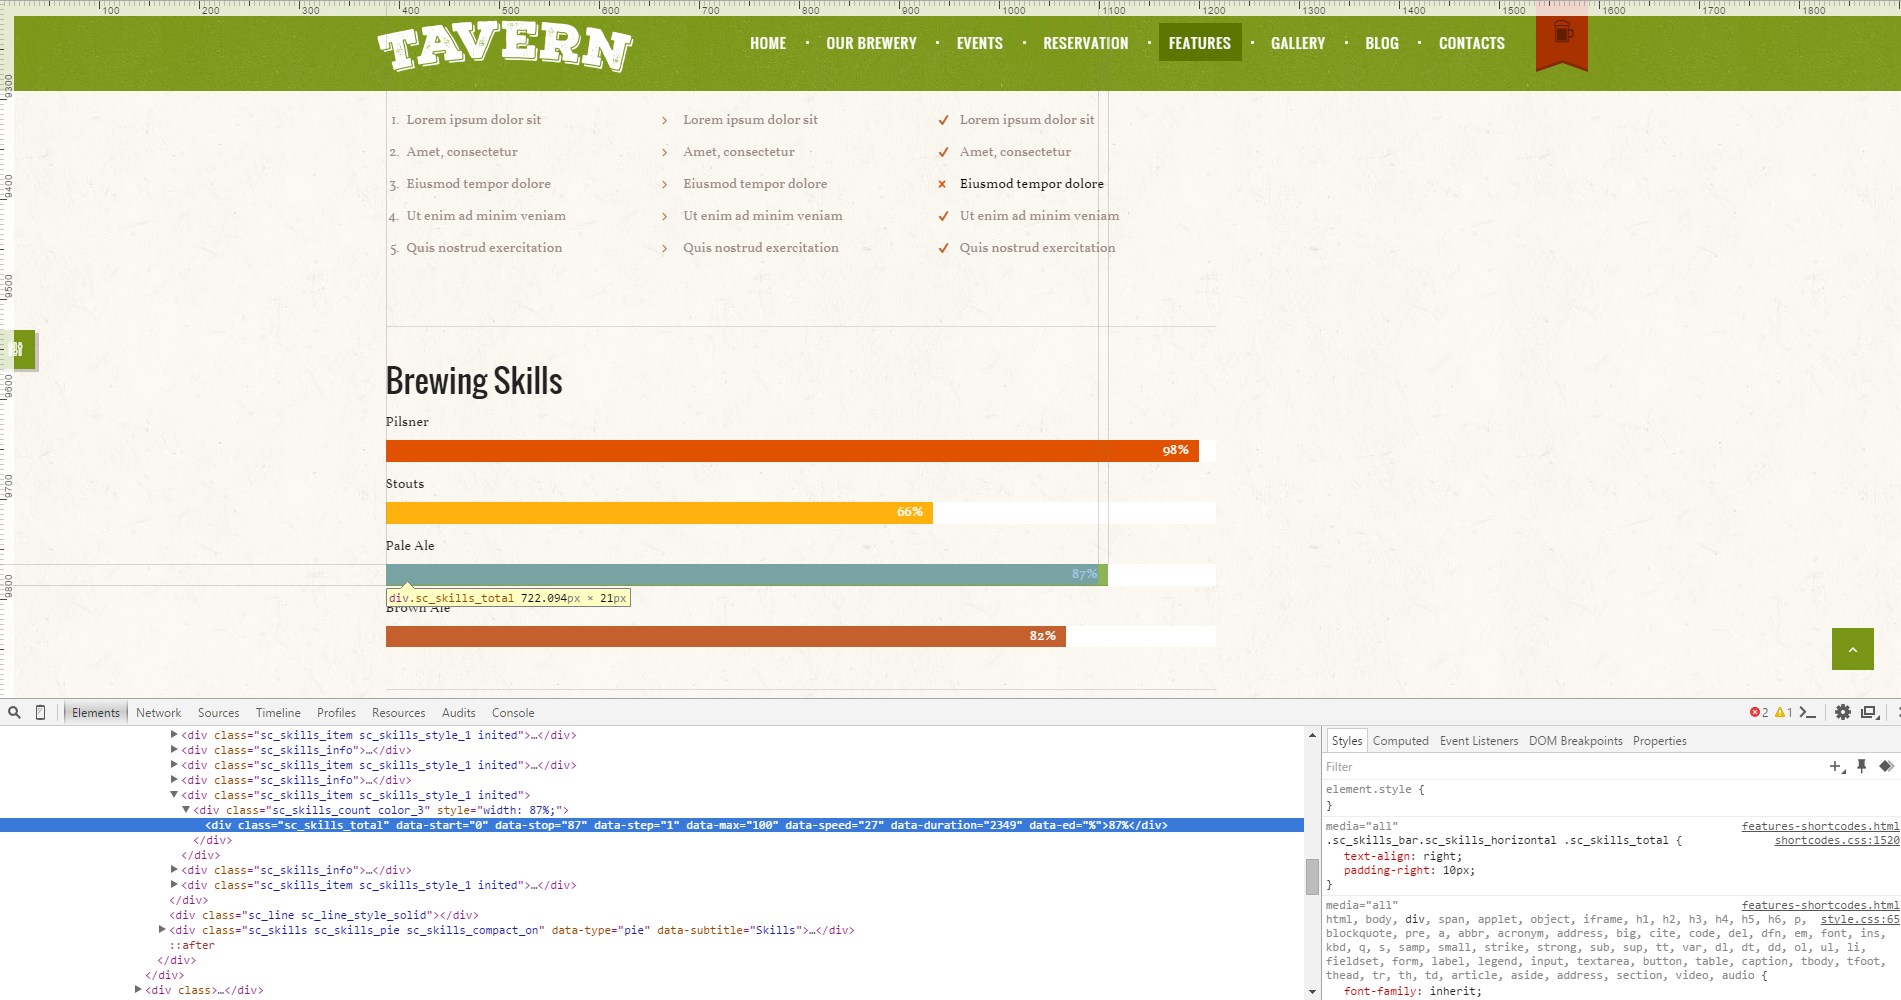 100 200 300 400 500 600 700 800 900 1000 1100 1200 1300 1400 1500 1600 1700 1800
TAVERN
HOME • OUR BREWERY • EVENTS • RESERVATION • FEATURES • GALLERY • BLOG • CONTACTS
9300
9400
9500
9600
9700
9800
1. Lorem ipsum dolor sit
2. Amet, consectetur
3. Eiusmod tempor dolore
4. Ut enim ad minim veniam
5. Quis nostrud exercitation
Lorem ipsum dolor sit
Amet, consectetur
Eiusmod tempor dolore
Ut enim ad minim veniam
Quis nostrud exercitation
Lorem ipsum dolor sit
Amet, consectetur
Eiusmod tempor dolore
Ut enim ad minim veniam
Quis nostrud exercitation
Brewing Skills
Pilsner
98%
Stouts
66%
Pale Ale
87%
div.sc_skills_total 722.094px × 21px
Brown Ale
82%
Elements Network Sources Timeline Profiles Resources Audits Console
2 1
<div class="sc_skills_item sc_skills_style_1 inited">…</div>
<div class="sc_skills_info">…</div>
<div class="sc_skills_item sc_skills_style_1 inited">…</div>
<div class="sc_skills_info">…</div>
<div class="sc_skills_item sc_skills_style_1 inited">
<div class="sc_skills_count color_3" style="width: 87%;">
<div class="sc_skills_total" data-start="0" data-stop="87" data-step="1" data-max="100" data-speed="27" data-duration="2349" data-ed="%">87%</div>
</div>
</div>
<div class="sc_skills_info">…</div>
<div class="sc_skills_item sc_skills_style_1 inited">…</div>
</div>
<div class="sc_line sc_line_style_solid"></div>
<div class="sc_skills sc_skills_pie sc_skills_compact_on" data-type="pie" data-subtitle="Skills">…</div>
::after
</div>
</div>
<div class>…</div>
Styles Computed Event Listeners DOM Breakpoints Properties
Filter
element.style {
}
media="all" features-shortcodes.html
.sc_skills_bar.sc_skills_horizontal .sc_skills_total { shortcodes.css:1520
text-align: right;
padding-right: 10px;
}
media="all" features-shortcodes.html
html, body, div, span, applet, object, iframe, h1, h2, h3, h4, h5, h6, p, style.css:65
blockquote, pre, a, abbr, acronym, address, big, cite, code, del, dfn, em, font, ins,
kbd, q, s, samp, small, strike, strong, sub, sup, tt, var, dl, dt, dd, ol, ul, li,
fieldset, form, label, legend, input, textarea, button, table, caption, tbody, tfoot,
thead, tr, th, td, article, aside, address, section, video, audio {
font-family: inherit;